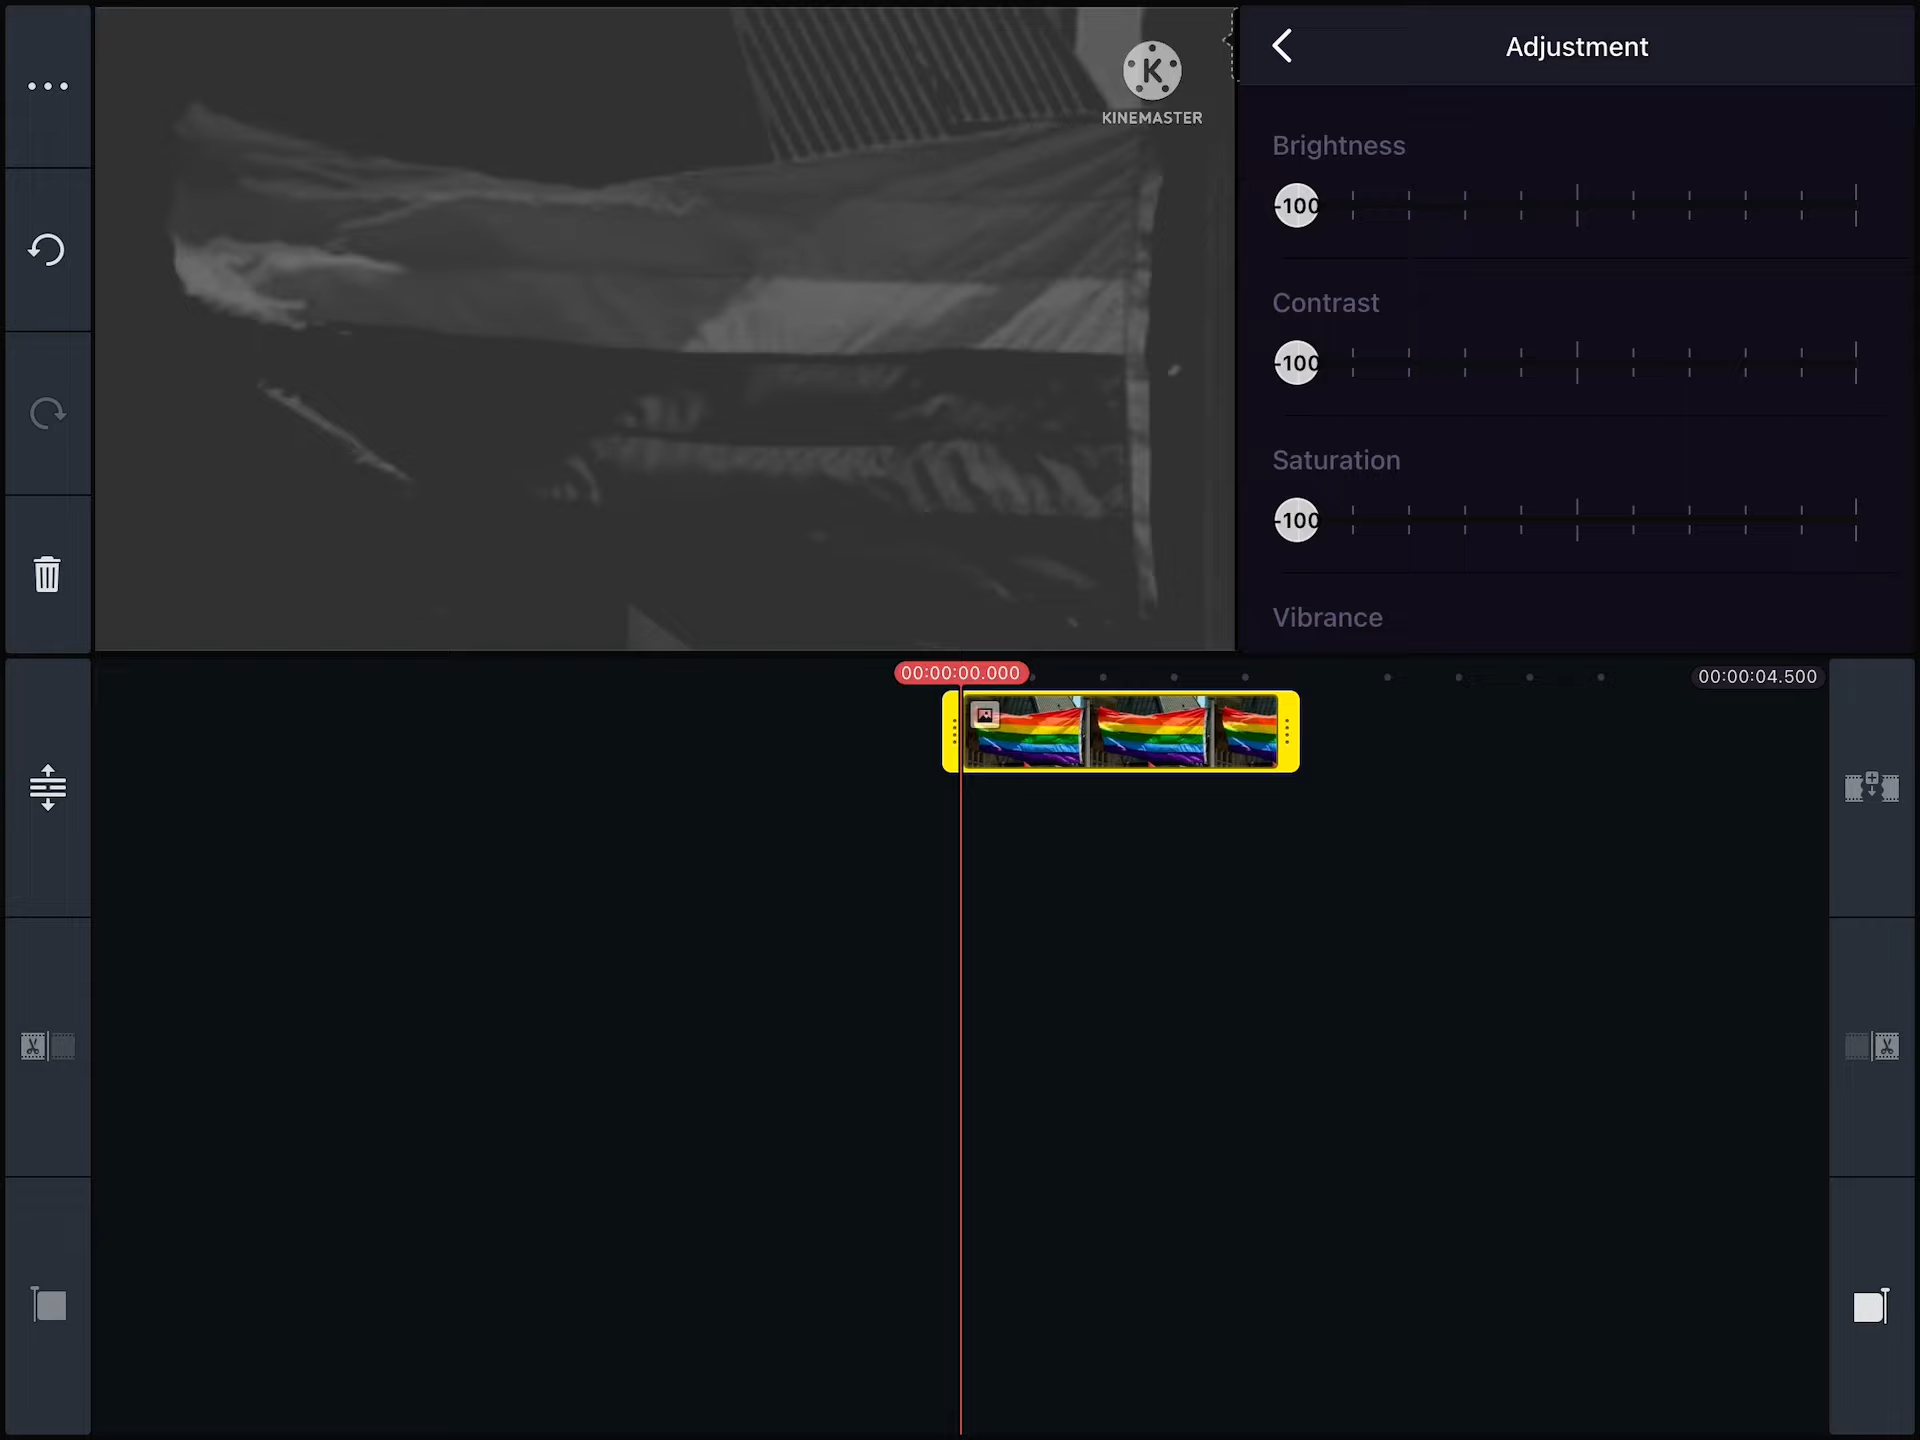 K
KINEMASTER
Adjustment
Brightness
-100
Contrast
-100
Saturation
-100
Vibrance
00:00:00.000
00:00:04.500